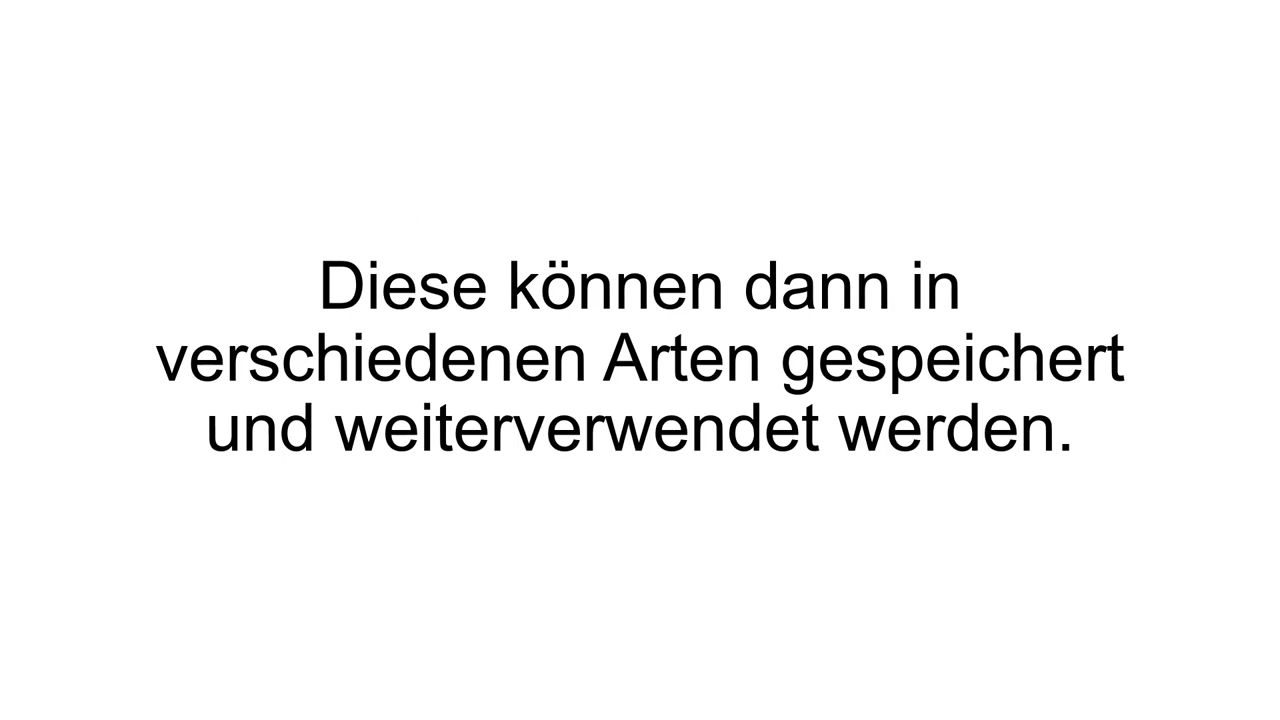 Diese können dann in
verschiedenen Arten gespeichert
und weiterverwendet werden.